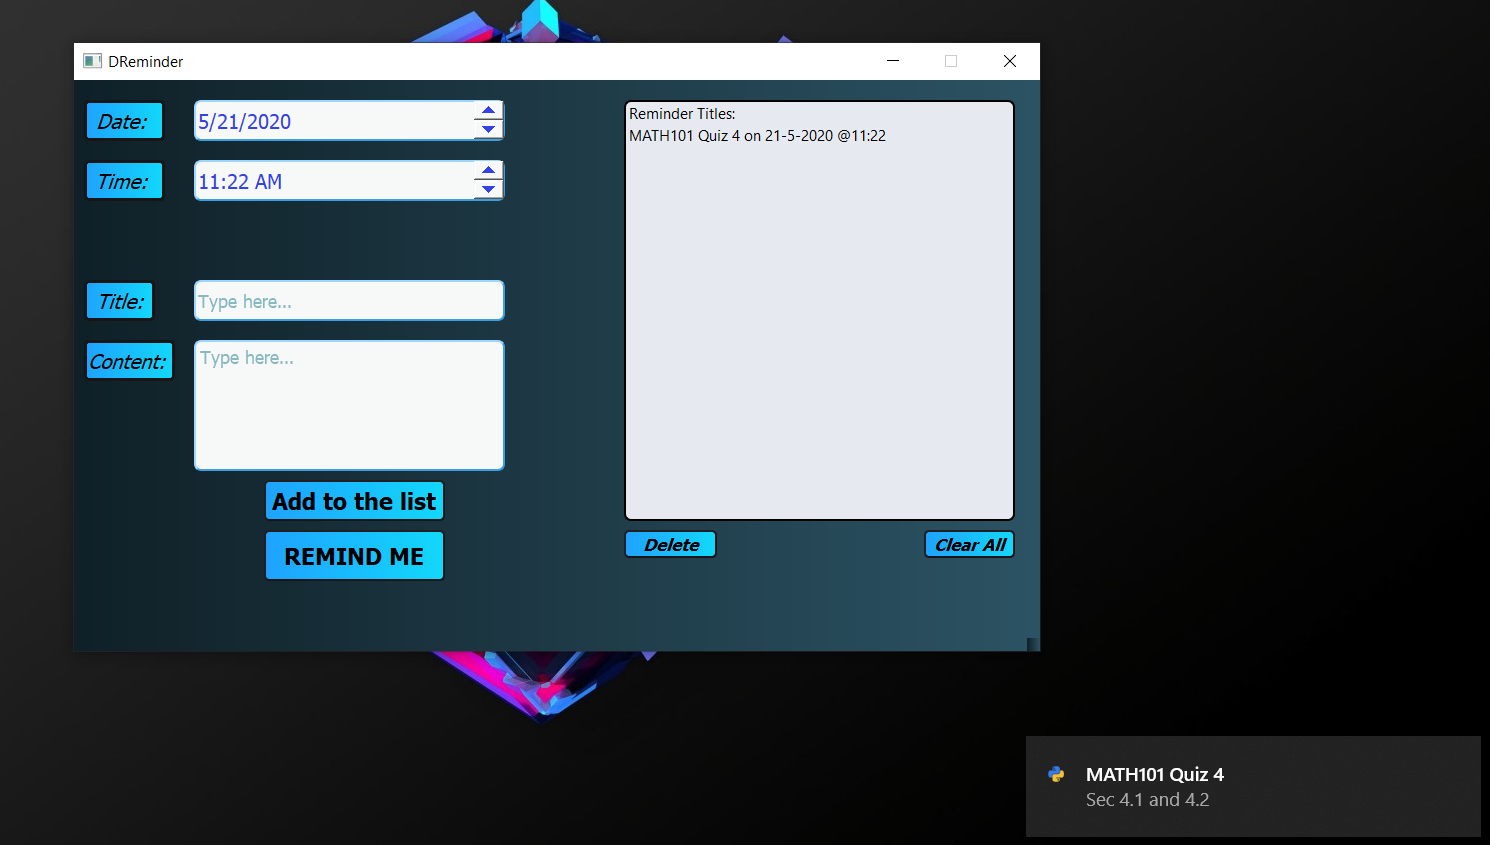 DReminder
Date:
5/21/2020
Time:
11:22 AM
Title:
Type here...
Content:
Type here...
Add to the list
REMIND ME
Reminder Titles:
MATH101 Quiz 4 on 21-5-2020 @11:22
Delete
Clear All
MATH101 Quiz 4
Sec 4.1 and 4.2